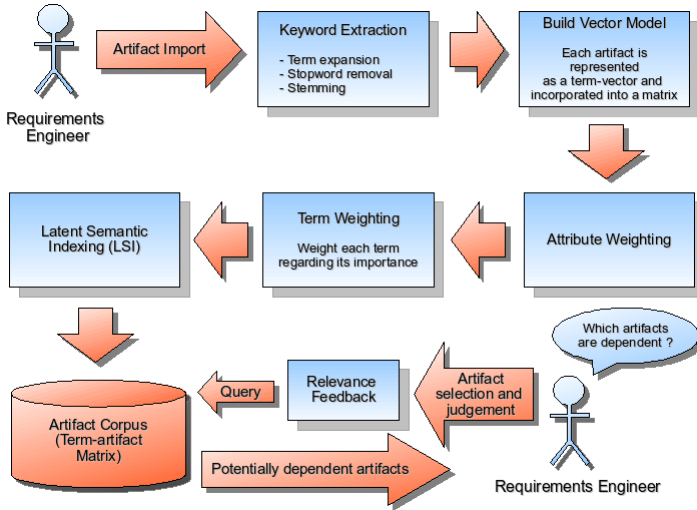 Artifact Import
Requirements
Engineer
Keyword Extraction
- Term expansion
- Stopword removal
- Stemming
Build Vector Model
Each artifact is
represented
as a term-vector and
incorporated into a matrix
Attribute Weighting
Term Weighting
Weight each term
regarding its importance
Latent Semantic
Indexing (LSI)
Which artifacts
are dependent ?
Artifact
selection and
judgement
Relevance
Feedback
Query
Artifact Corpus
(Term-artifact
Matrix)
Potentially dependent artifacts
Requirements Engineer